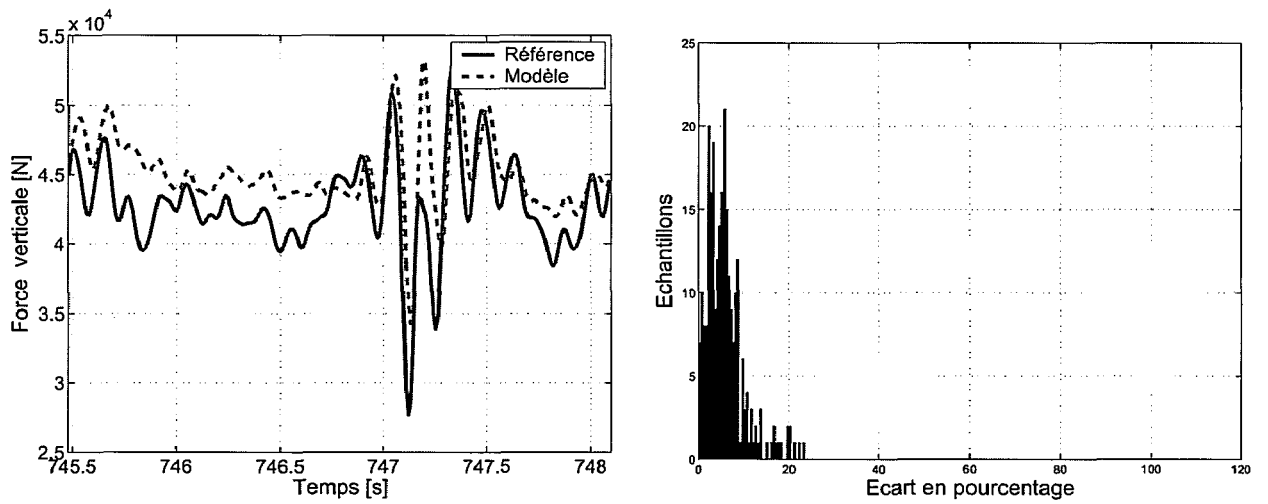 x 10⁴
5.5
5
4.5
4
3.5
3
2.5
Force verticale [N]
Référence
Modèle
745.5 746 746.5 747 747.5 748
Temps [s]
25
20
15
10
5
0
Echantillons
0 20 40 60 80 100 120
Ecart en pourcentage